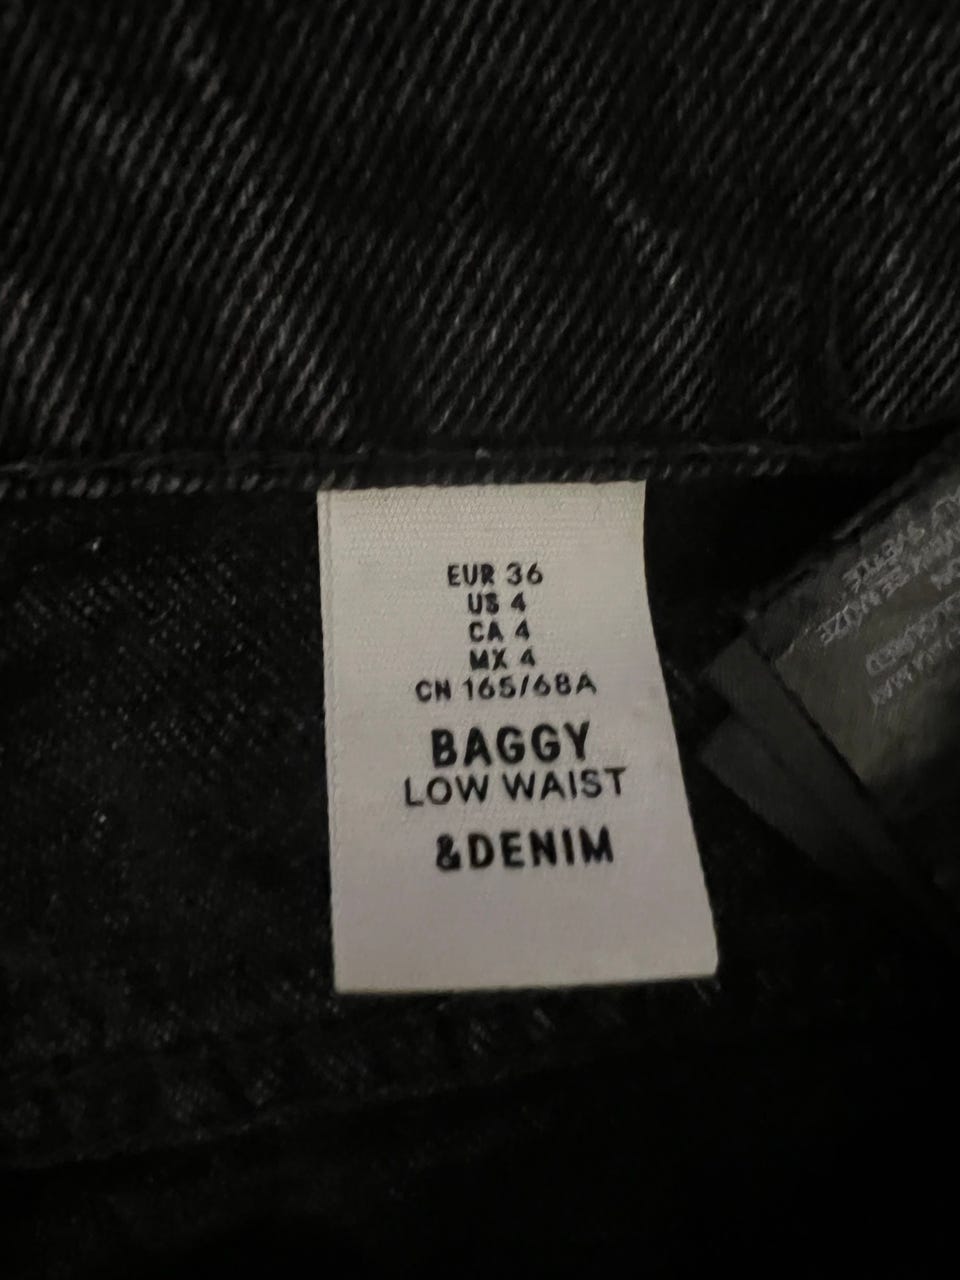 EUR 36
US 4
CA 4
MX 4
CN 165/68A
BAGGY
LOW WAIST
&DENIM